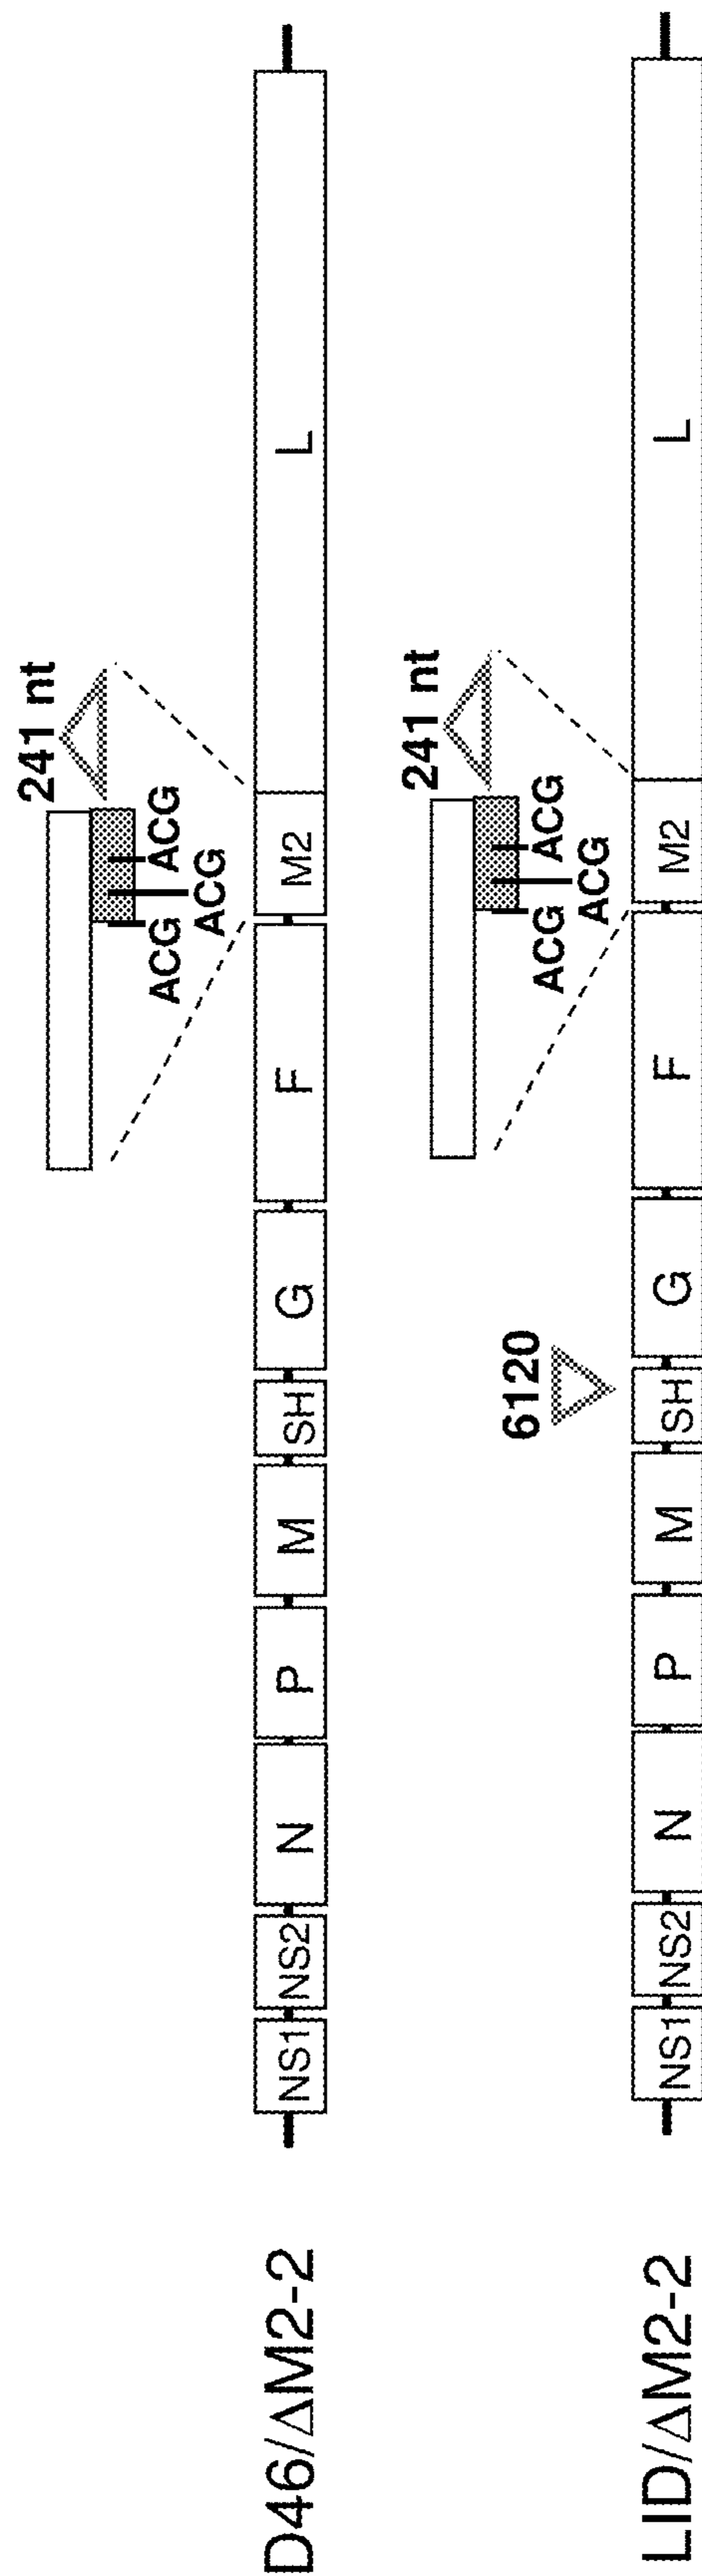 241 nt
ACG ACG
ACG
D46/ΔM2-2 NS1 NS2 N P M SH G F M2 L
241 nt
6120
ACG ACG
ACG
LID/ΔM2-2 NS1 NS2 N P M SH G F M2 L